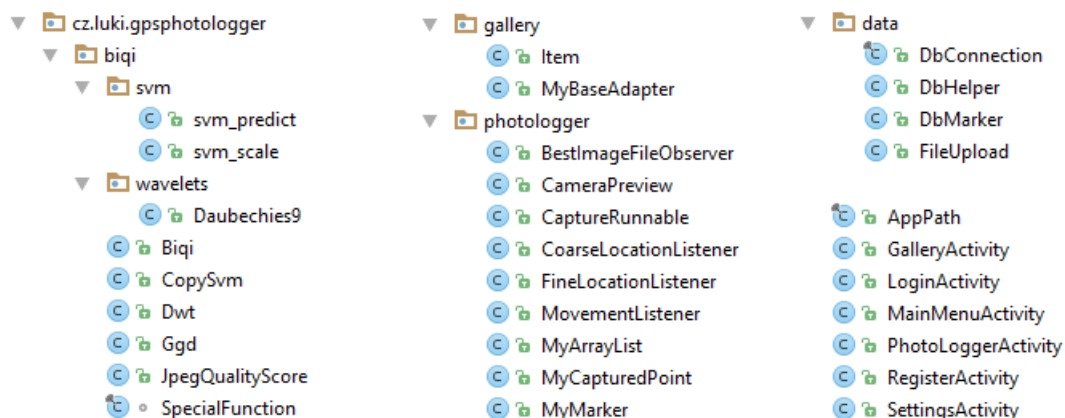 cz.luki.gpsphotologger
biqi
svm
svm_predict
svm_scale
wavelets
Daubechies9
Biqi
CopySvm
Dwt
Ggd
JpegQualityScore
SpecialFunction
gallery
Item
MyBaseAdapter
photologger
BestImageFileObserver
CameraPreview
CaptureRunnable
CoarseLocationListener
FineLocationListener
MovementListener
MyArrayList
MyCapturedPoint
MyMarker
data
DbConnection
DbHelper
DbMarker
FileUpload
AppPath
GalleryActivity
LoginActivity
MainMenuActivity
PhotoLoggerActivity
RegisterActivity
SettingsActivity